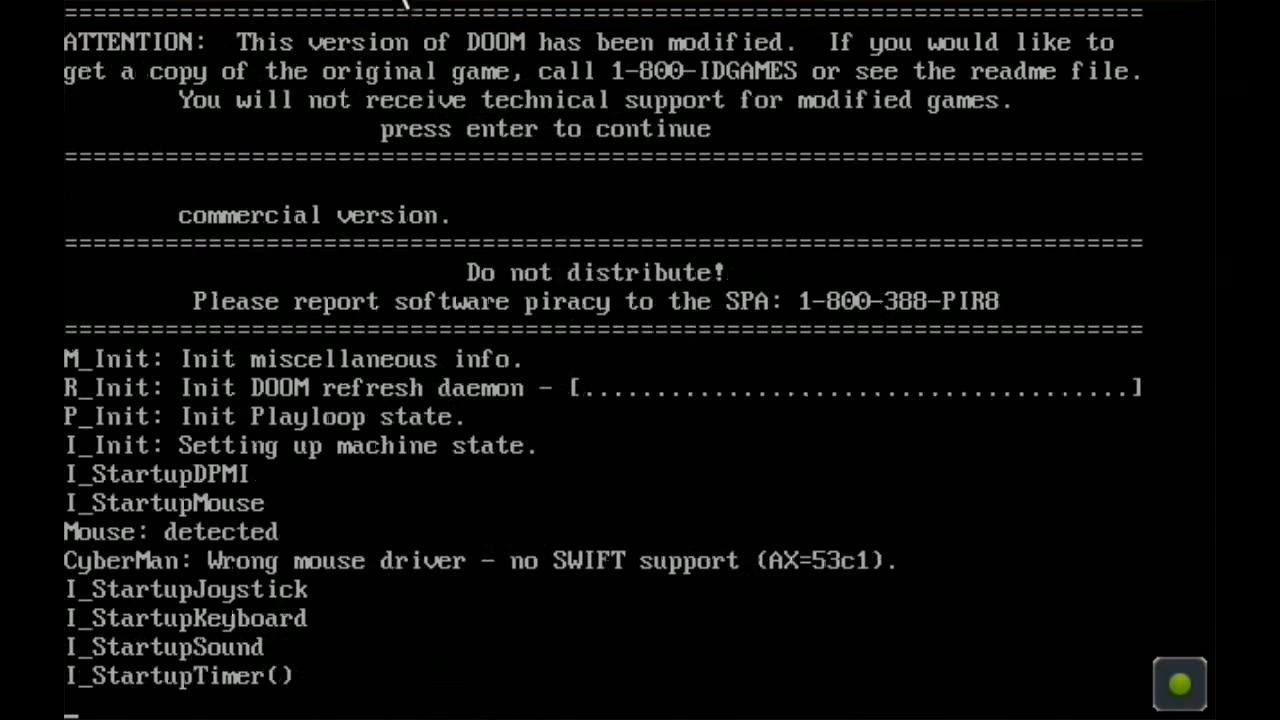 ===========================================================================
ATTENTION:  This version of DOOM has been modified.  If you would like to
get a copy of the original game, call 1-800-IDGAMES or see the readme file.
        You will not receive technical support for modified games.
                      press enter to continue
===========================================================================
        commercial version.
===========================================================================
                            Do not distribute!
         Please report software piracy to the SPA: 1-800-388-PIR8
===========================================================================
M_Init: Init miscellaneous info.
R_Init: Init DOOM refresh daemon - [......................................]
P_Init: Init Playloop state.
I_Init: Setting up machine state.
I_StartupDPMI
I_StartupMouse
Mouse: detected
CyberMan: Wrong mouse driver - no SWIFT support (AX=53c1).
I_StartupJoystick
I_StartupKeyboard
I_StartupSound
I_StartupTimer()
_